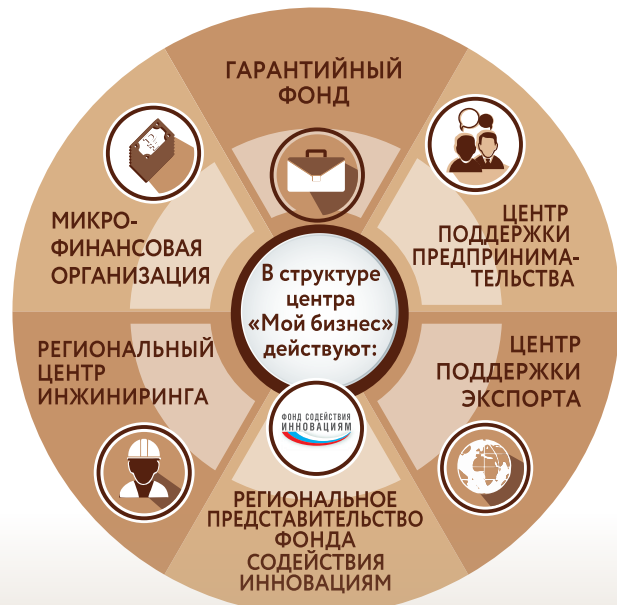 ГАРАНТИЙНЫЙ
ФОНД
ЦЕНТР
ПОДДЕРЖКИ
ПРЕДПРИНИМА-
ТЕЛЬСТВА
ЦЕНТР
ПОДДЕРЖКИ
ЭКСПОРТА
РЕГИОНАЛЬНОЕ
ПРЕДСТАВИТЕЛЬСТВО
ФОНДА
СОДЕЙСТВИЯ
ИННОВАЦИЯМ
РЕГИОНАЛЬНЫЙ
ЦЕНТР
ИНЖИНИРИНГА
МИКРО-
ФИНАНСОВАЯ
ОРГАНИЗАЦИЯ
В структуре
центра
«Мой бизнес»
действуют:
ФОНД СОДЕЙСТВИЯ
ИННОВАЦИЯМ